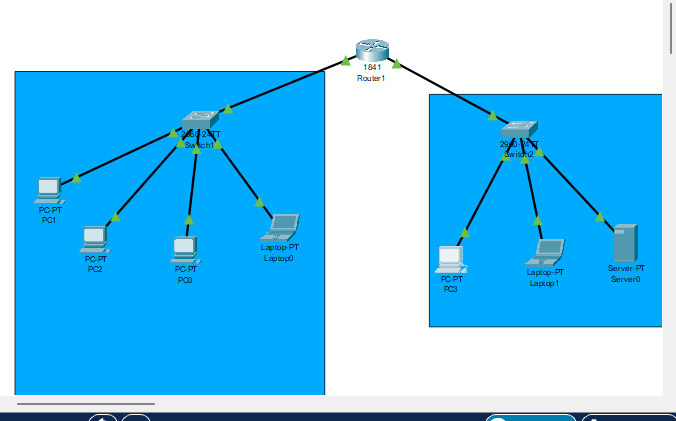 1841
Router1
2960-24TT
Switch1
2960-24TT
Switch2
PC-PT
PC1
PC-PT
PC2
PC-PT
PC0
Laptop-PT
Laptop0
PC-PT
PC3
Laptop-PT
Laptop1
Server-PT
Server0